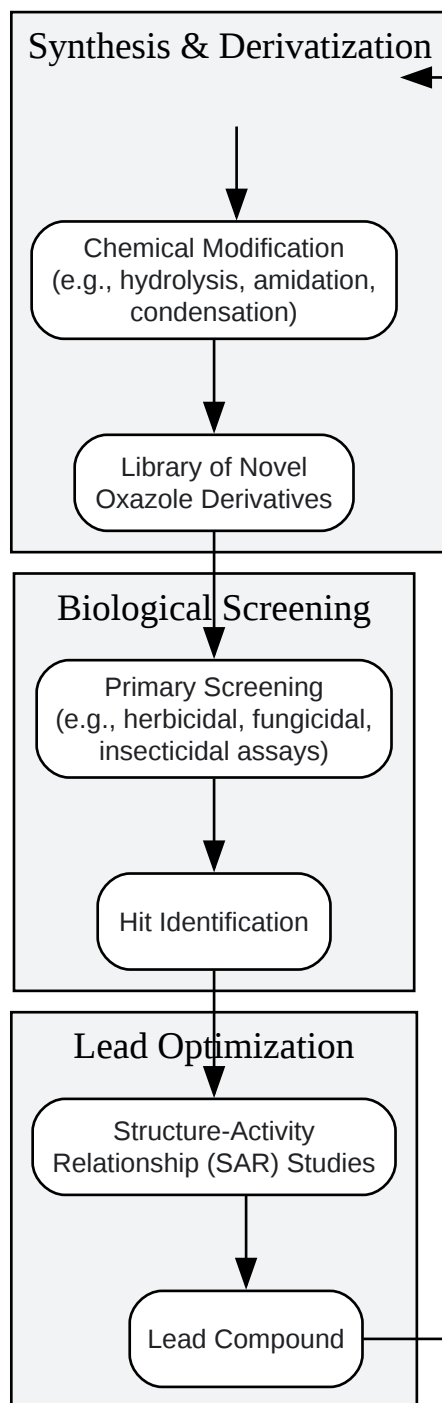 Synthesis & Derivatization
Chemical Modification
(e.g., hydrolysis, amidation,
condensation)
Library of Novel
Oxazole Derivatives
Biological Screening
Primary Screening
(e.g., herbicidal, fungicidal,
insecticidal assays)
Hit Identification
Lead Optimization
Structure-Activity
Relationship (SAR) Studies
Lead Compound